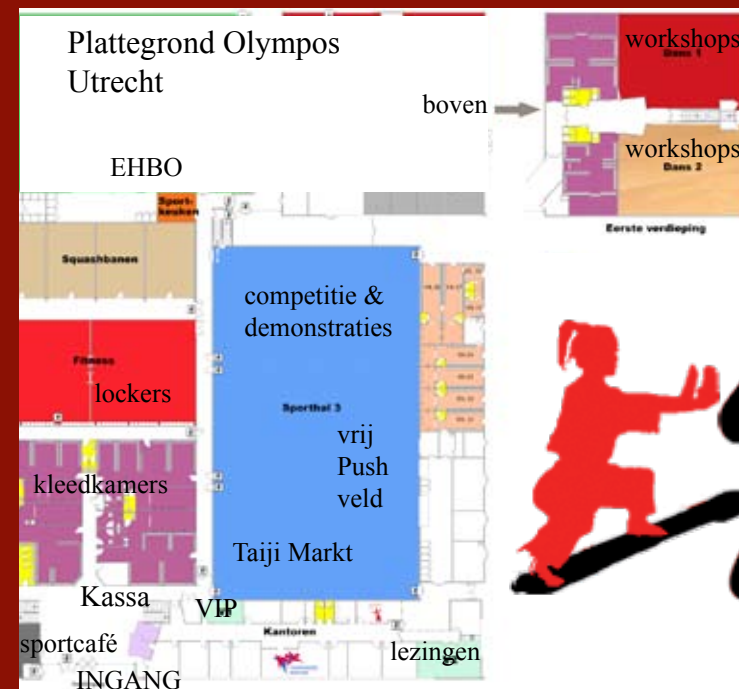 Plattegrond Olympos
Utrecht
boven
workshops
Dans 1
workshops
Dans 2
Eerste verdieping
EHBO
Sport-
keuken
Squashbanen
competitie &
demonstraties
Fitness
lockers
Sporthal 3
vrij
Push
veld
kleedkamers
Taiji Markt
Kassa
VIP
Kantoren
sportcafé
lezingen
INGANG